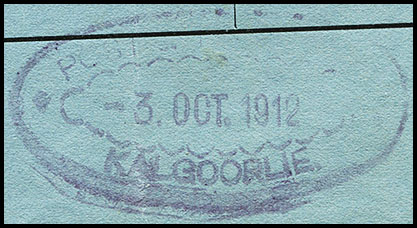 - 3. OCT. 1912
KALGOORLIE.